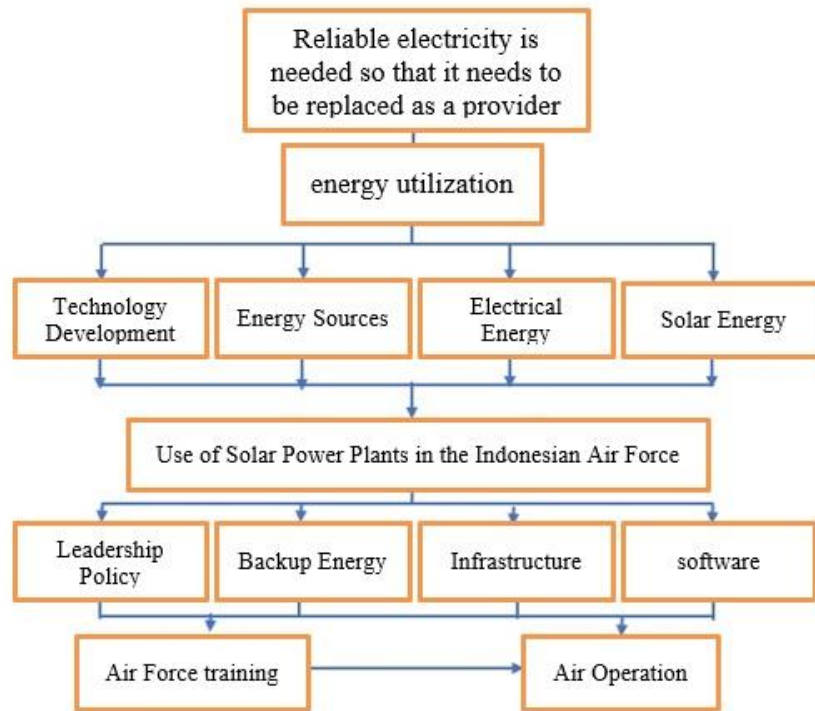 Reliable electricity is
needed so that it needs to
be replaced as a provider
energy utilization
Technology
Development
Energy Sources
Electrical
Energy
Solar Energy
Use of Solar Power Plants in the Indonesian Air Force
Leadership
Policy
Backup Energy
Infrastructure
software
Air Force training
Air Operation